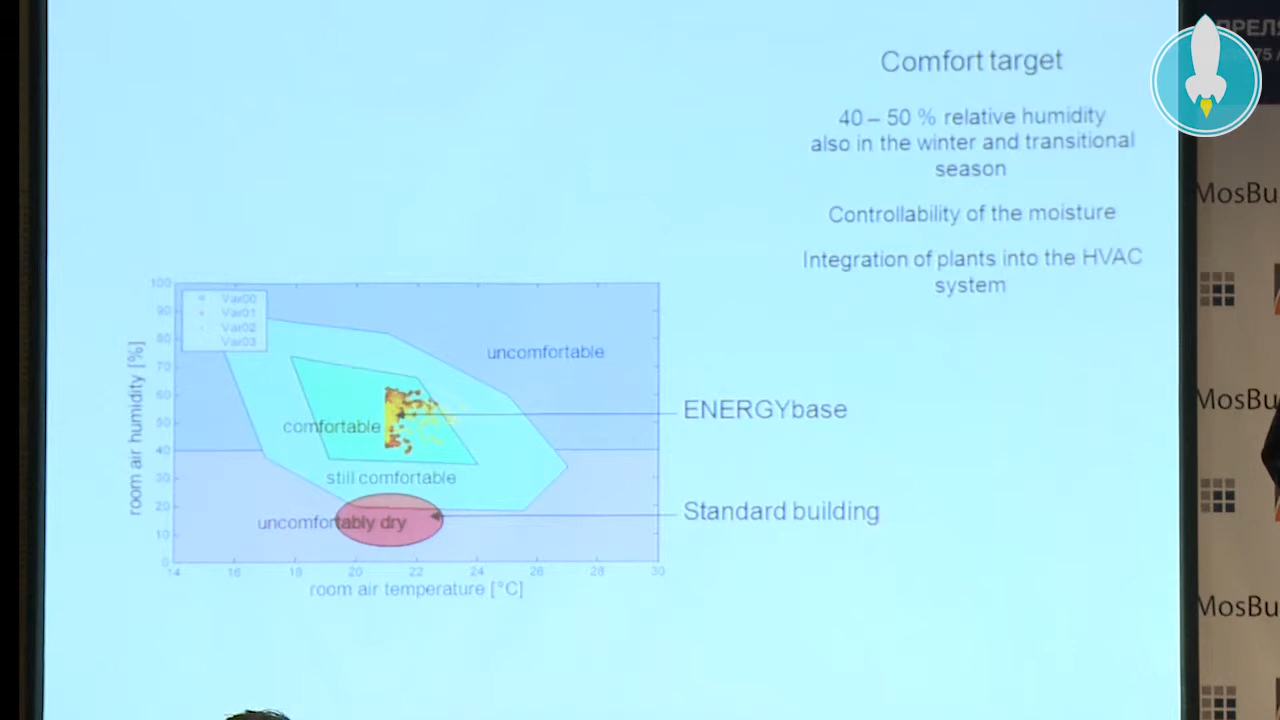 Comfort target
40 – 50 % relative humidity
also in the winter and transitional
season
Controllability of the moisture
Integration of plants into the HVAC
system
room air humidity [%]
100
90
80
70
60
50
40
30
20
10
0
Var00
Var01
Var02
Var03
uncomfortable
comfortable
still comfortable
uncomfortably dry
ENERGYbase
Standard building
14
16
18
20
22
24
26
28
30
room air temperature [°C]
ПРЕЛЯ
75
MosBu
MosBu
MosBu